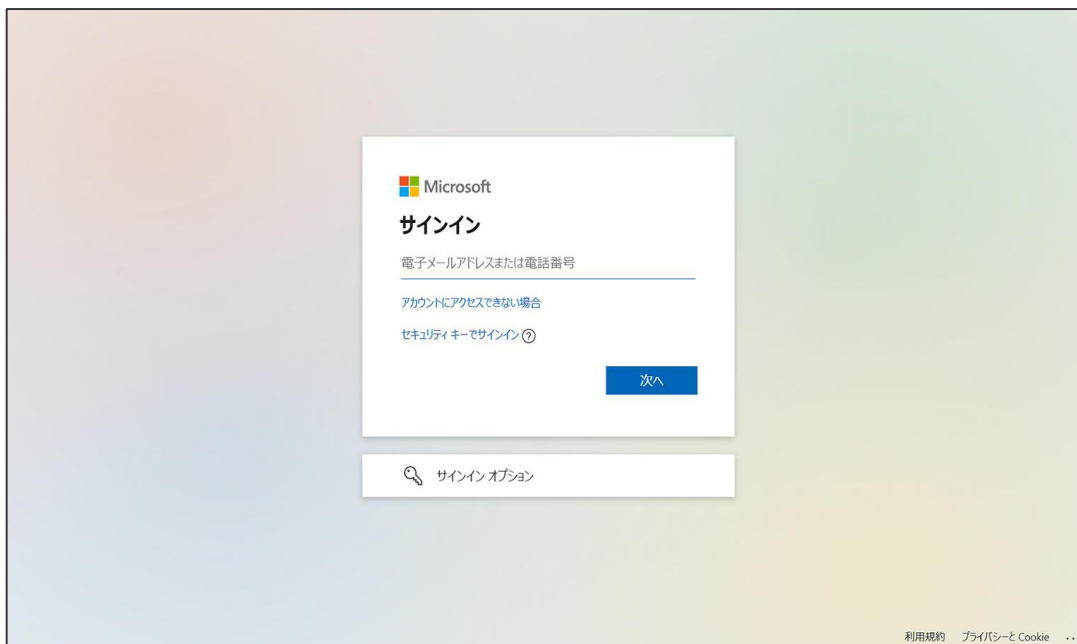 Microsoft
サインイン
電子メールアドレスまたは電話番号
アカウントにアクセスできない場合
セキュリティ キーでサインイン ?
次へ
サインイン オプション
利用規約 プライバシーと Cookie ...